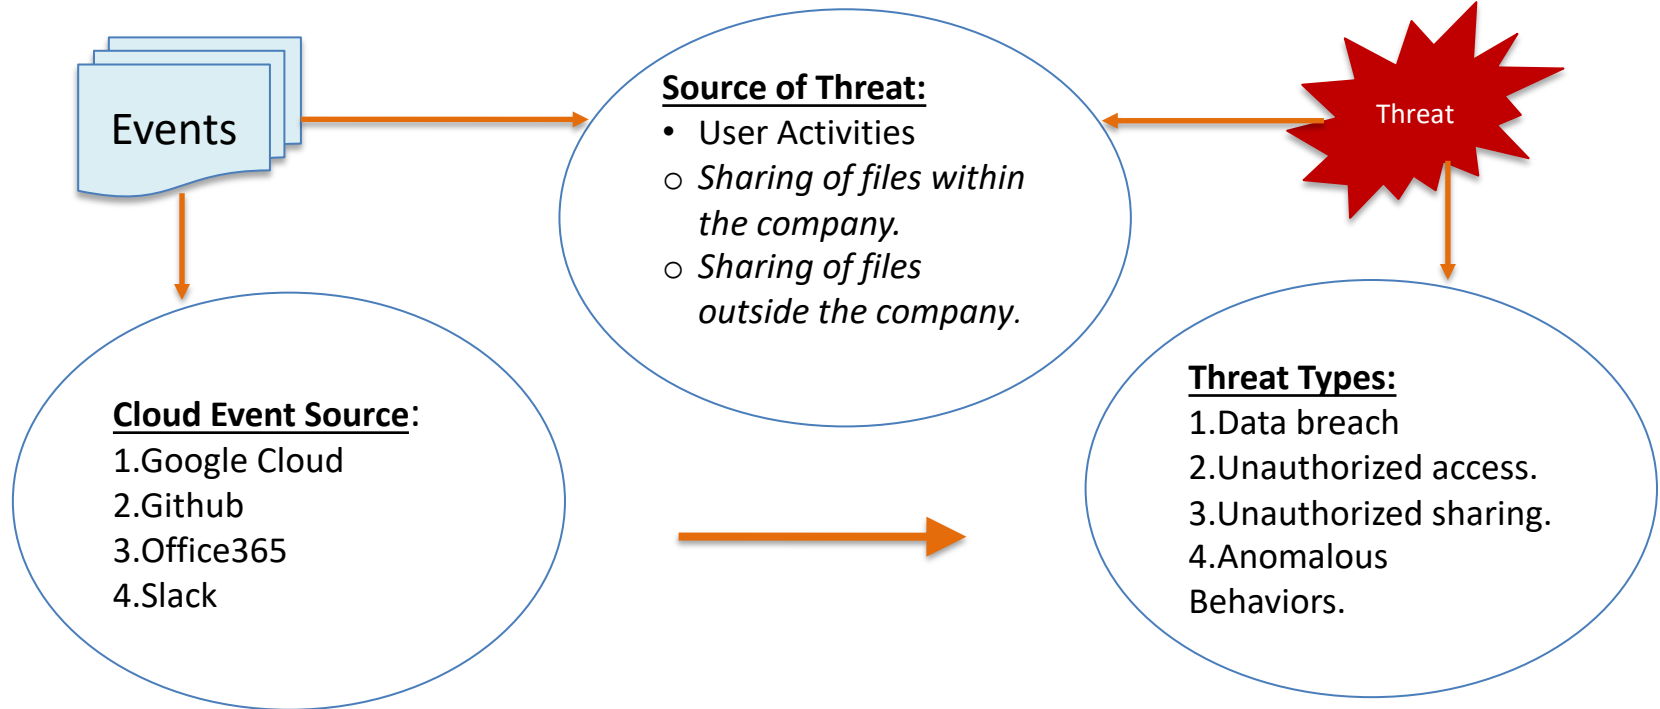 Events
Source of Threat:
• User Activities
o Sharing of files within
the company.
o Sharing of files
outside the company.
Threat
Cloud Event Source:
1.Google Cloud
2.Github
3.Office365
4.Slack
Threat Types:
1.Data breach
2.Unauthorized access.
3.Unauthorized sharing.
4.Anomalous
Behaviors.